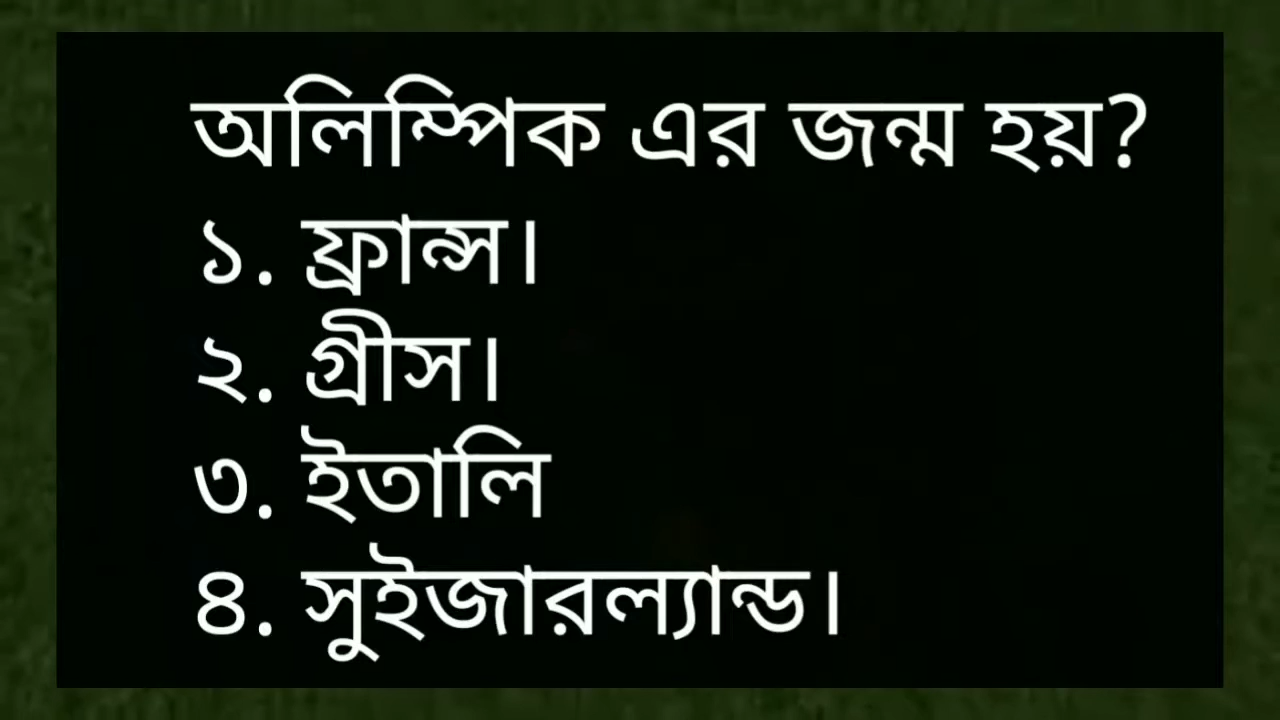 অলিম্পিক এর জন্ম হয়?
১. ফ্রান্স।
২. গ্রীস।
৩. ইতালি
৪. সুইজারল্যান্ড।